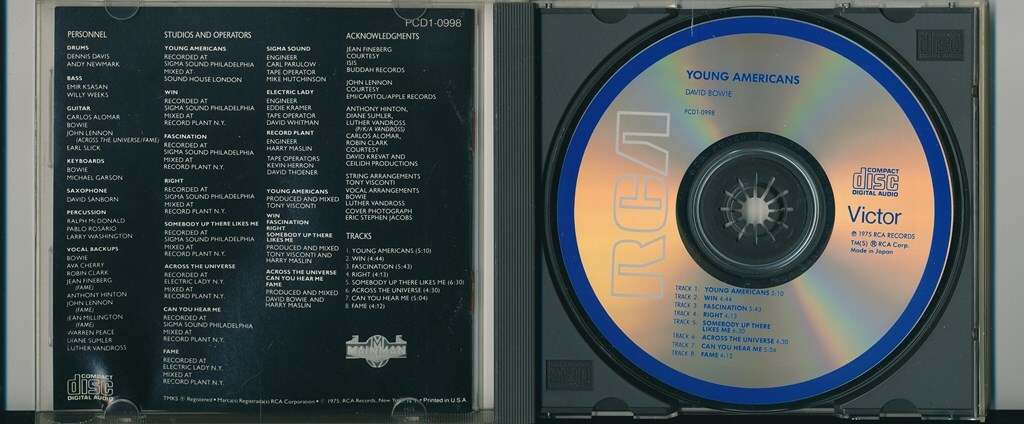 PCD1-0998
PERSONNEL
DRUMS
DENNIS DAVIS
ANDY NEWMARK
BASS
EMIR KSASAN
WILLY WEEKS
GUITAR
CARLOS ALOMAR
BOWIE
JOHN LENNON
(ACROSS THE UNIVERSE/FAME)
EARL SLICK
KEYBOARDS
BOWIE
MICHAEL GARSON
SAXOPHONE
DAVID SANBORN
PERCUSSION
RALPH McDONALD
PABLO ROSARIO
LARRY WASHINGTON
VOCAL BACKUPS
BOWIE
AVA CHERRY
ROBIN CLARK
JEAN FINEBERG
(FAME)
ANTHONY HINTON
JOHN LENNON
(FAME)
JEAN MILLINGTON
(FAME)
WARREN PEACE
DIANE SUMLER
LUTHER VANDROSS
COMPACT
disc
DIGITAL AUDIO
STUDIOS AND OPERATORS
YOUNG AMERICANS
RECORDED AT
SIGMA SOUND PHILADELPHIA
MIXED AT
SOUND HOUSE LONDON
WIN
RECORDED AT
SIGMA SOUND PHILADELPHIA
MIXED AT
RECORD PLANT N.Y.
FASCINATION
RECORDED AT
SIGMA SOUND PHILADELPHIA
MIXED AT
RECORD PLANT N.Y.
RIGHT
RECORDED AT
SIGMA SOUND PHILADELPHIA
MIXED AT
RECORD PLANT N.Y.
SOMEBODY UP THERE LIKES ME
RECORDED AT
SIGMA SOUND PHILADELPHIA
MIXED AT
RECORD PLANT N.Y.
ACROSS THE UNIVERSE
RECORDED AT
ELECTRIC LADY N.Y.
MIXED AT
RECORD PLANT N.Y.
CAN YOU HEAR ME
RECORDED AT
SIGMA SOUND PHILADELPHIA
MIXED AT
RECORD PLANT N.Y.
FAME
RECORDED AT
ELECTRIC LADY N.Y.
MIXED AT
RECORD PLANT N.Y.
SIGMA SOUND
ENGINEER
CARL PARULOW
TAPE OPERATOR
MIKE HUTCHINSON
ELECTRIC LADY
ENGINEER
EDDIE KRAMER
TAPE OPERATOR
DAVID WHITMAN
RECORD PLANT
ENGINEER
HARRY MASLIN
TAPE OPERATORS
KEVIN HERRON
DAVID THOENER
YOUNG AMERICANS
PRODUCED AND MIXED
TONY VISCONTI
WIN
FASCINATION
RIGHT
SOMEBODY UP THERE
LIKES ME
PRODUCED AND MIXED
TONY VISCONTI AND
HARRY MASLIN
ACROSS THE UNIVERSE
CAN YOU HEAR ME
FAME
PRODUCED AND MIXED
DAVID BOWIE AND
HARRY MASLIN
ACKNOWLEDGMENTS
JEAN FINEBERG
COURTESY
ISIS
BUDDAH RECORDS
JOHN LENNON
COURTESY
EMI/CAPITOL/APPLE RECORDS
ANTHONY HINTON,
DIANE SUMLER,
LUTHER VANDROSS
(P/K/A VANDROSS)
CARLOS ALOMAR,
ROBIN CLARK
COURTESY
DAVID KREVAT AND
CEILIDH PRODUCTIONS
STRING ARRANGEMENTS
TONY VISCONTI
VOCAL ARRANGEMENTS
BOWIE
LUTHER VANDROSS
COVER PHOTOGRAPH
ERIC STEPHEN JACOBS
TRACKS
1. YOUNG AMERICANS (5:10)
2. WIN (4:44)
3. FASCINATION (5:43)
4. RIGHT (4:13)
5. SOMEBODY UP THERE LIKES ME (6:30)
6. ACROSS THE UNIVERSE (4:30)
7. CAN YOU HEAR ME (5:04)
8. FAME (4:12)
MAINMAN
TMKS ® Registered • Marca(s) Registrada(s) RCA Corporation • ℗ 1975, RCA Records, New York, N.Y. • Printed in U.S.A.
YOUNG AMERICANS
DAVID BOWIE
PCD1-0998
RCA
COMPACT
disc
DIGITAL AUDIO
Victor
℗ 1975 RCA RECORDS
TM(S) ® RCA Corp.
Made in Japan
TRACK 1: YOUNG AMERICANS 5:10
TRACK 2: WIN 4:44
TRACK 3: FASCINATION 5:43
TRACK 4: RIGHT 4:13
TRACK 5: SOMEBODY UP THERE
LIKES ME 6:30
TRACK 6: ACROSS THE UNIVERSE 4:30
TRACK 7: CAN YOU HEAR ME 5:04
TRACK 8: FAME 4:12